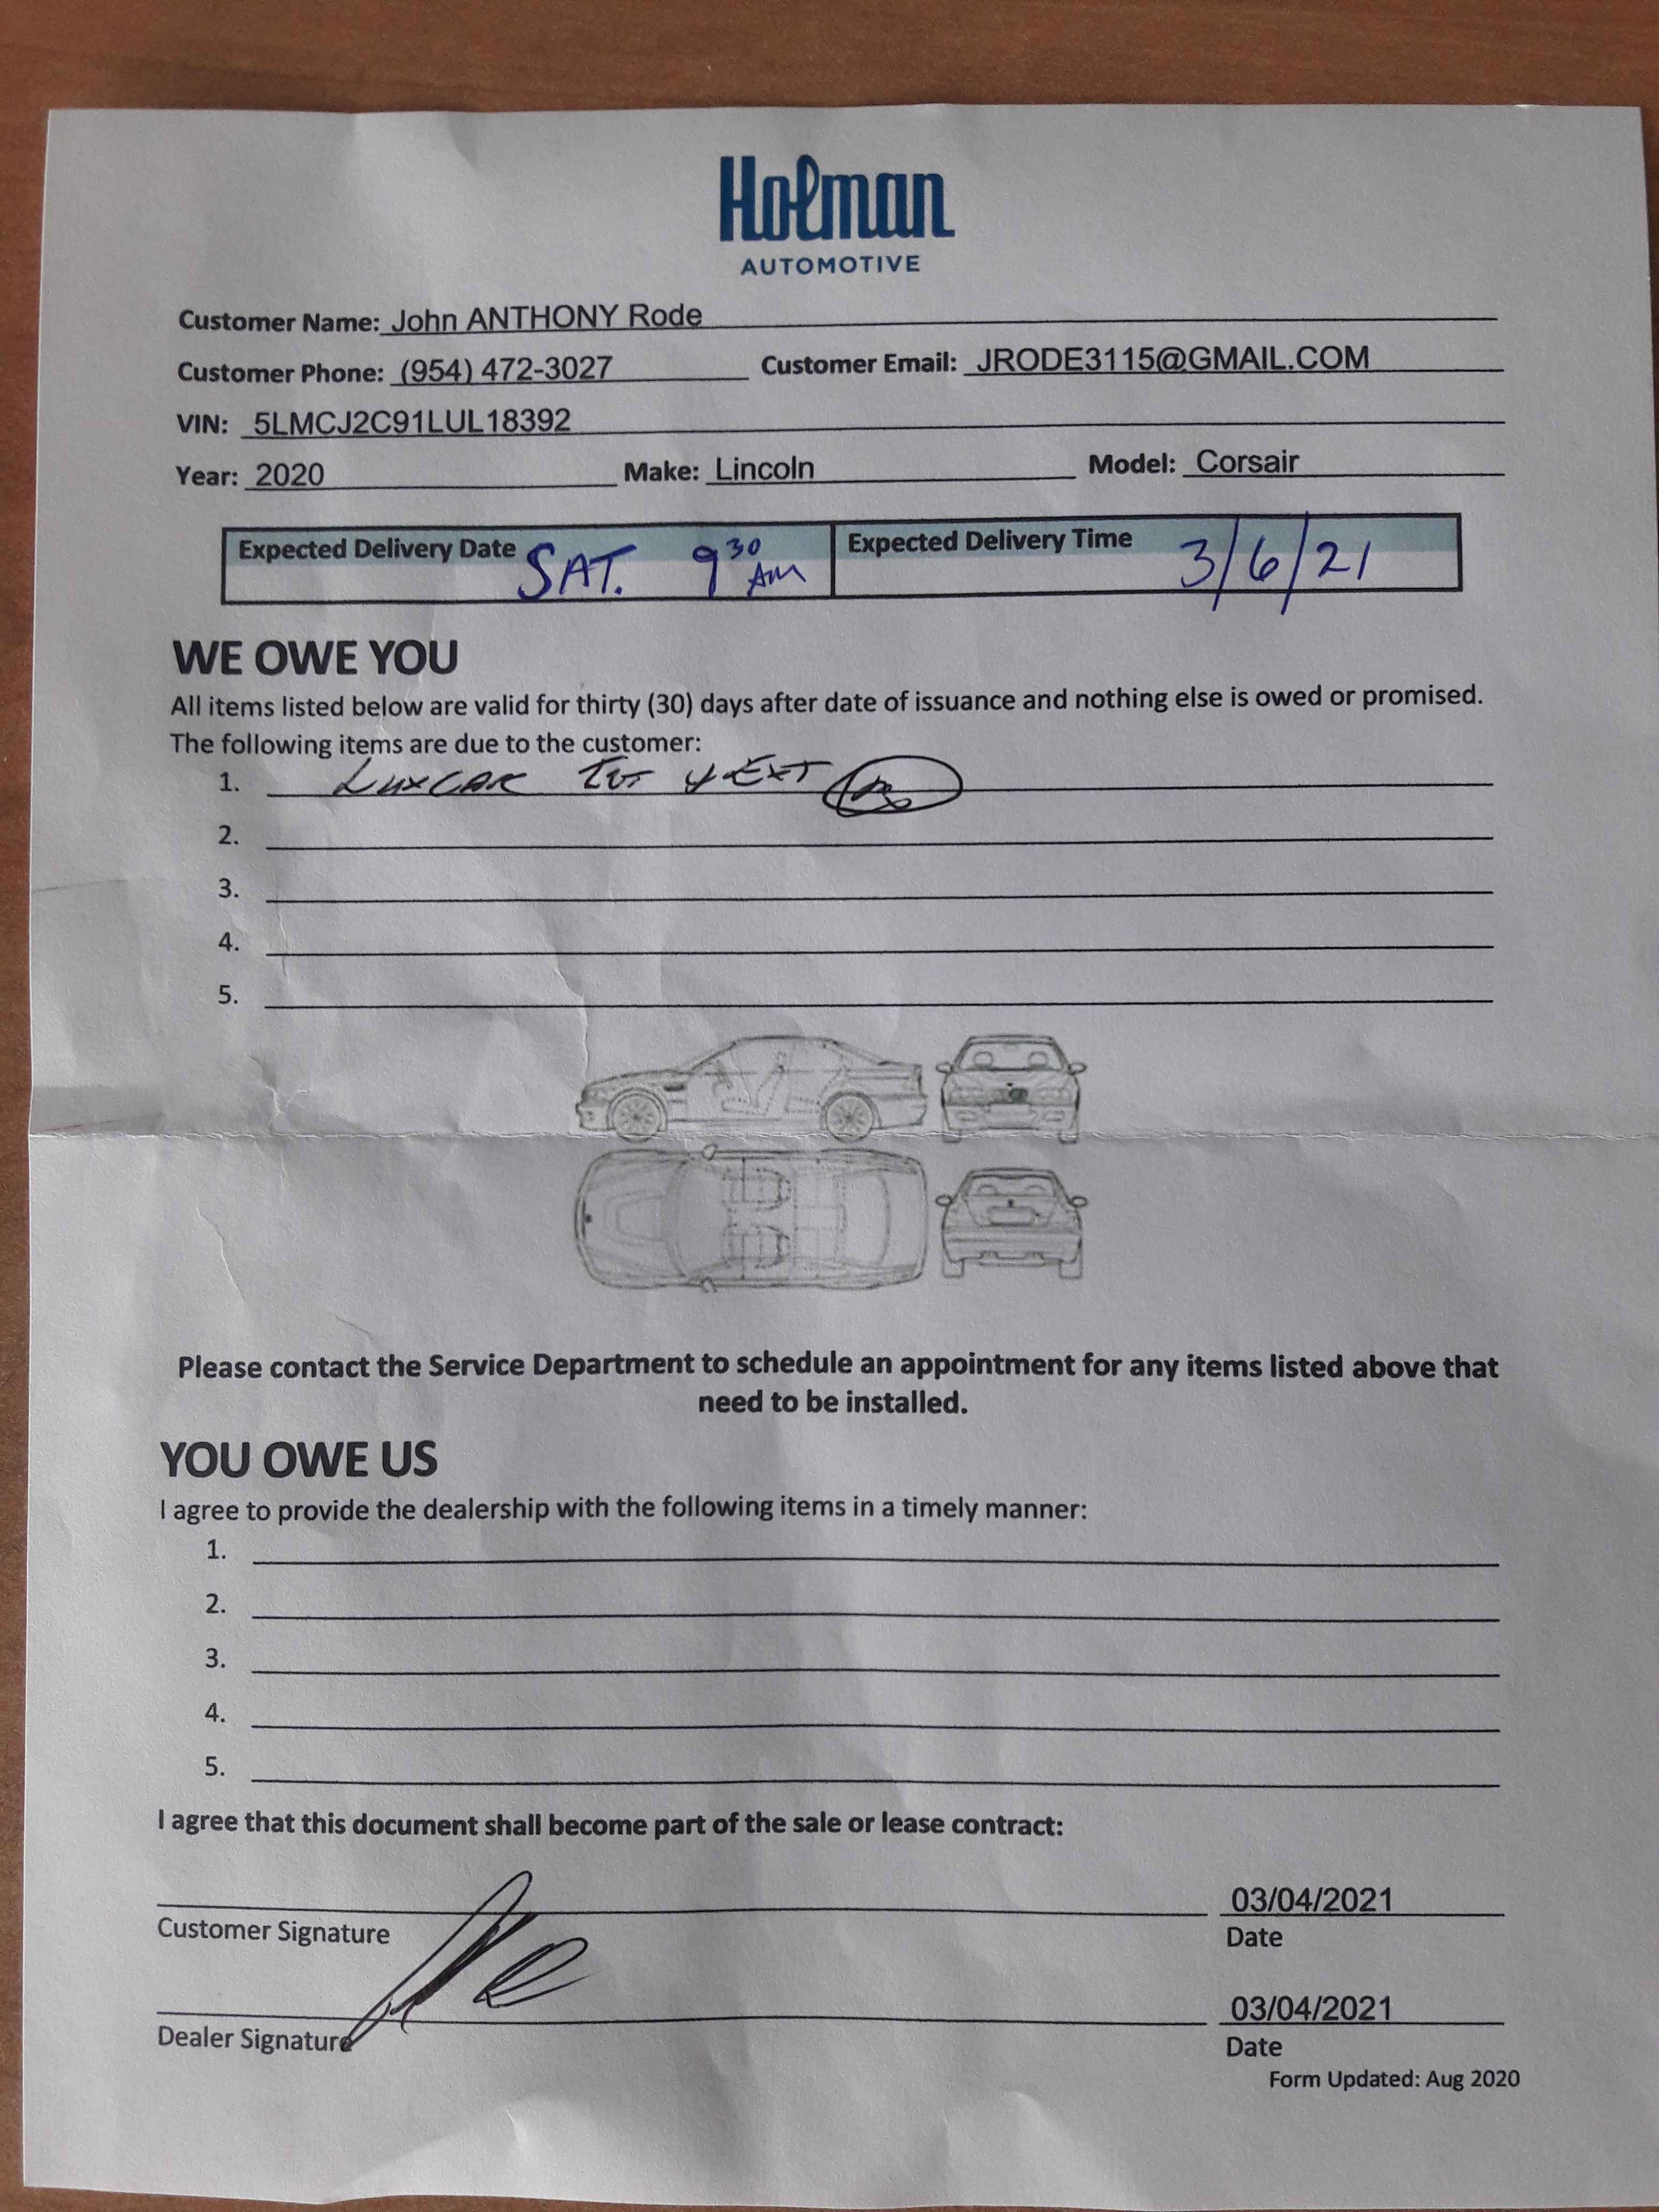 Holman
AUTOMOTIVE
Customer Name: John ANTHONY Rode
Customer Phone: (954) 472-3027 Customer Email: JRODE3115@GMAIL.COM
VIN: 5LMCJ2C91LUL18392
Year: 2020 Make: Lincoln Model: Corsair
Expected Delivery Date SAT. 9 30 AM Expected Delivery Time 3/6/21
WE OWE YOU
All items listed below are valid for thirty (30) days after date of issuance and nothing else is owed or promised.
The following items are due to the customer:
1. LUXCARE INT & EXT
2.
3.
4.
5.
Please contact the Service Department to schedule an appointment for any items listed above that
need to be installed.
YOU OWE US
I agree to provide the dealership with the following items in a timely manner:
1.
2.
3.
4.
5.
I agree that this document shall become part of the sale or lease contract:
03/04/2021
Customer Signature Date
03/04/2021
Dealer Signature Date
Form Updated: Aug 2020